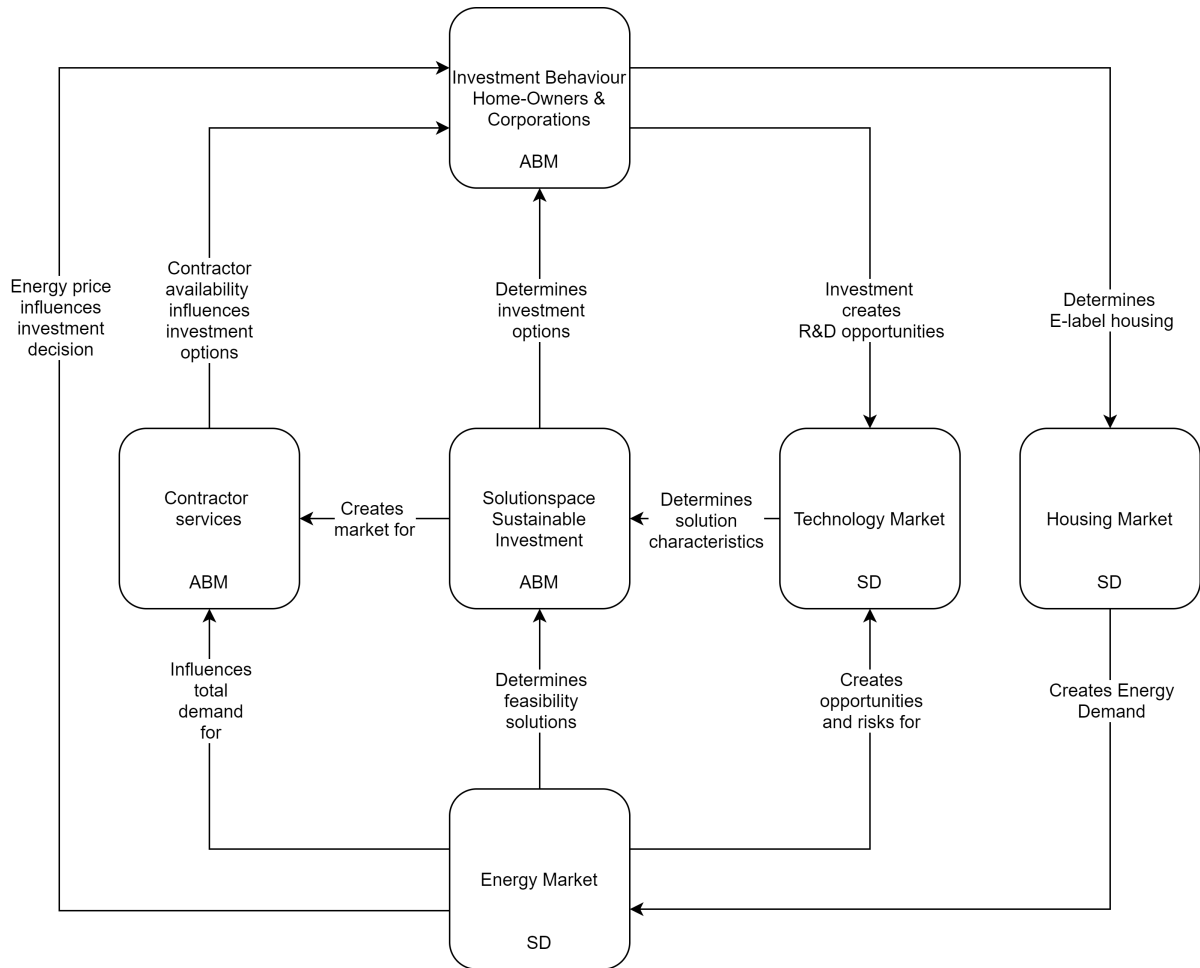 Investment Behaviour
Home-Owners &
Corporations
ABM
Energy price
influences
investment
decision
Contractor
availability
influences
investment
options
Determines
investment
options
Investment
creates
R&D opportunities
Determines
E-label housing
Contractor
services
ABM
Creates
market for
Solutionspace
Sustainable
Investment
ABM
Determines
solution
characteristics
Technology Market
SD
Housing Market
SD
Influences
total
demand
for
Determines
feasibility
solutions
Creates
opportunities
and risks for
Creates Energy
Demand
Energy Market
SD